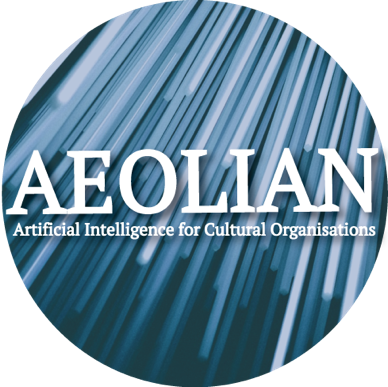 AEOLIAN
Artificial Intelligence for Cultural Organisations